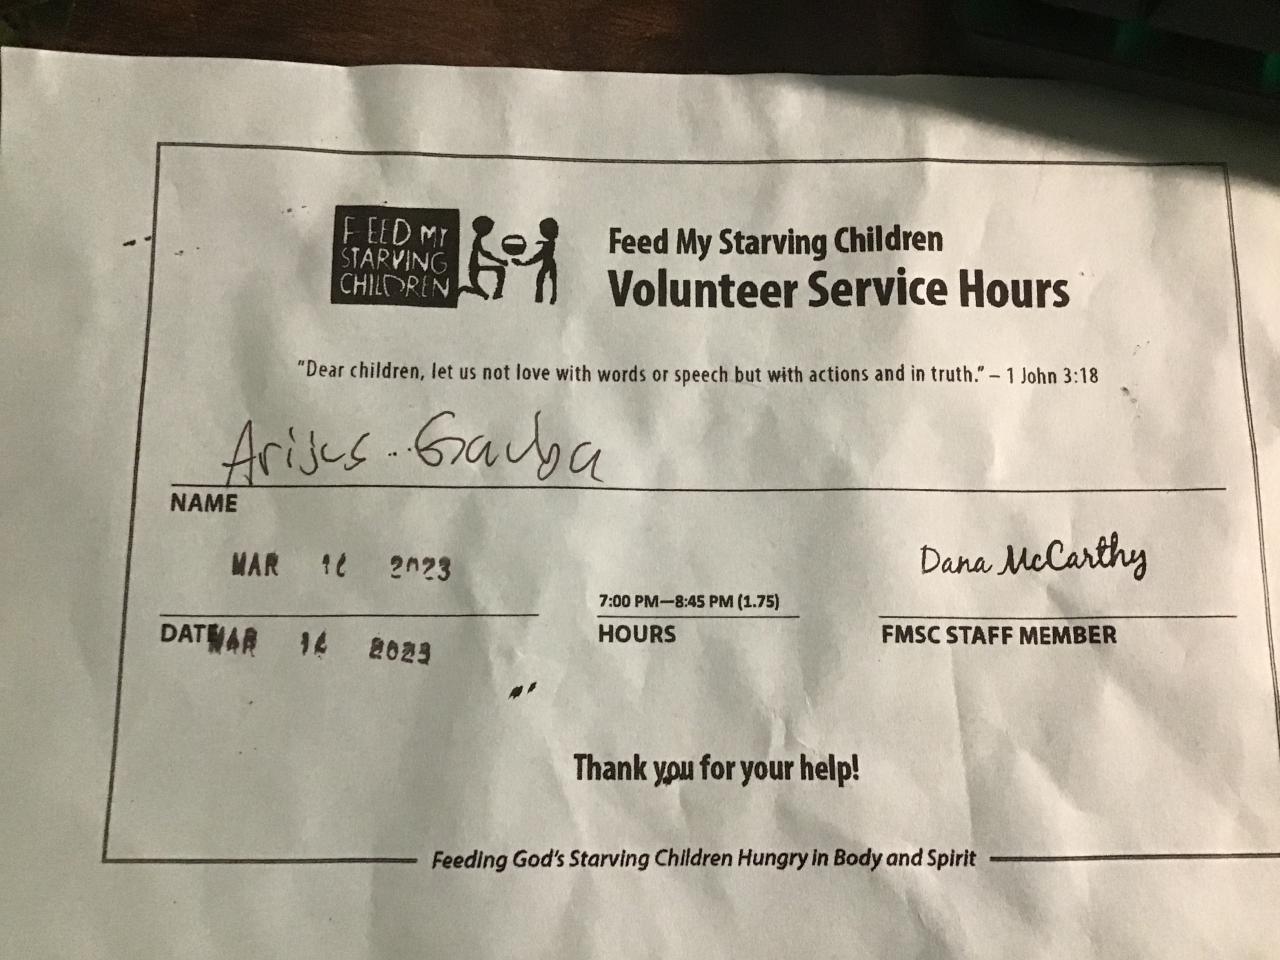 FEED MY
STARVING
CHILDREN
Feed My Starving Children
Volunteer Service Hours
"Dear children, let us not love with words or speech but with actions and in truth." – 1 John 3:18
Gauba
NAME
MAR 2023
7:00 PM—8:45 PM (1.75)
Dana McCarthy
DATE
MAR 2023
HOURS
FMSC STAFF MEMBER
Thank you for your help!
Feeding God's Starving Children Hungry in Body and Spirit